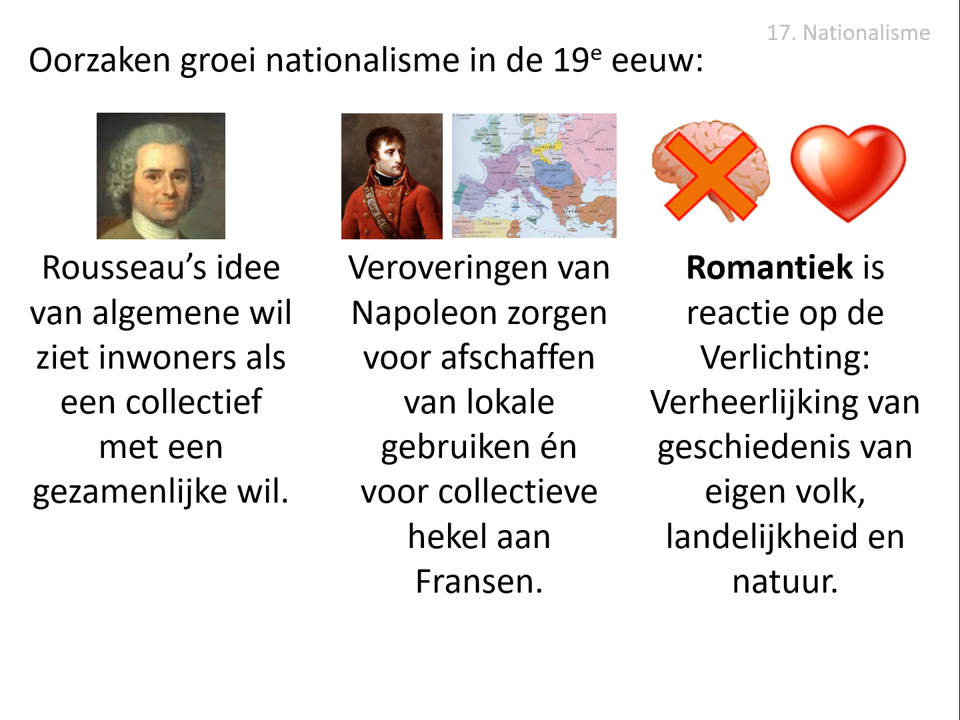 17. Nationalisme
Oorzaken groei nationalisme in de 19e eeuw:
Rousseau’s idee
van algemene wil
ziet inwoners als
een collectief
met een
gezamenlijke wil.
Veroveringen van
Napoleon zorgen
voor afschaffen
van lokale
gebruiken én
voor collectieve
hekel aan
Fransen.
Romantiek is
reactie op de
Verlichting:
Verheerlijking van
geschiedenis van
eigen volk,
landelijkheid en
natuur.